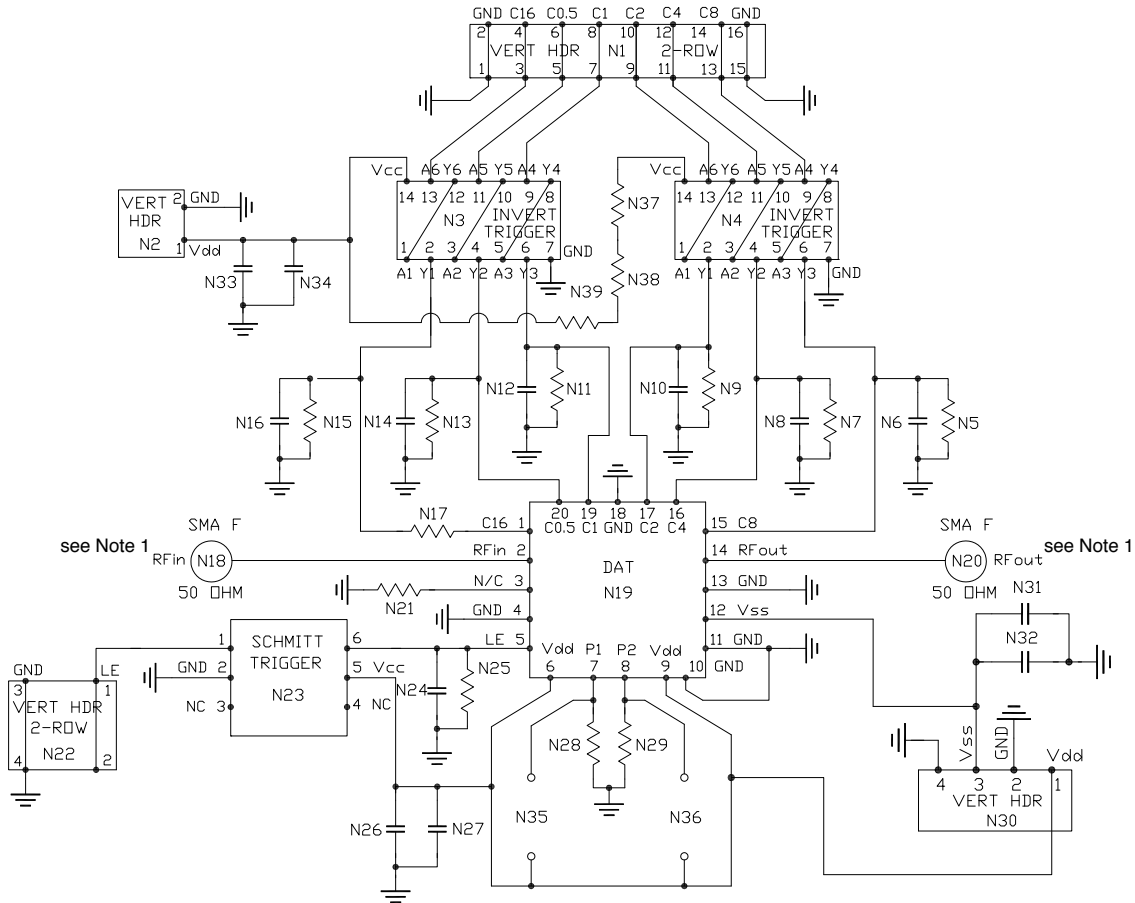 GND C16 C0.5 C1 C2 C4 C8 GND
2 4 6 8 10 12 14 16
VERT HDR N1 2-ROW
1 3 5 7 9 11 13 15
Vcc A6 Y6 A5 Y5 A4 Y4
14 13 12 11 10 9 8
N3 INVERT
TRIGGER
1 2 3 4 5 6 7 GND
A1 Y1 A2 Y2 A3 Y3
Vcc A6 Y6 A5 Y5 A4 Y4
14 13 12 11 10 9 8
N4 INVERT
TRIGGER
1 2 3 4 5 6 7
GND
A1 Y1 A2 Y2 A3 Y3
VERT 2 GND
HDR
N2 1 Vdd
N33 N34
N37
N38
N39
N16 N15 N14 N13 N12 N11 N10 N9 N8 N7 N6 N5
20 19 18 17 16
C0.5 C1 GND C2 C4
N17
C16 1
15 C8
SMA F
see Note 1 RFin N18
50 OHM
RFin 2
14 RFout
SMA F
N20 RFout see Note 1
50 OHM
DAT
N19
N/C 3
N21
13 GND
GND 4
12 Vss
LE 5
11 GND
Vdd P1 P2 Vdd
6 7 8 9 10 GND
N31
N32
1 SCHMITT 6
TRIGGER
GND 2 5 Vcc
N23
NC 3 4 NC
N24 N25
GND LE
3 1
VERT HDR
2-ROW
N22
4 2
N28 N29
N26 N27
N35 N36
Vss GND Vdd
4 3 2 1
VERT HDR
N30